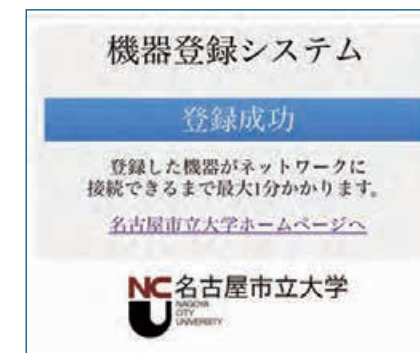 機器登録システム
登録成功
登録した機器がネットワークに
接続できるまで最大1分かかります。
名古屋市立大学ホームページへ
NCU 名古屋市立大学
NAGOYA
CITY
UNIVERSITY